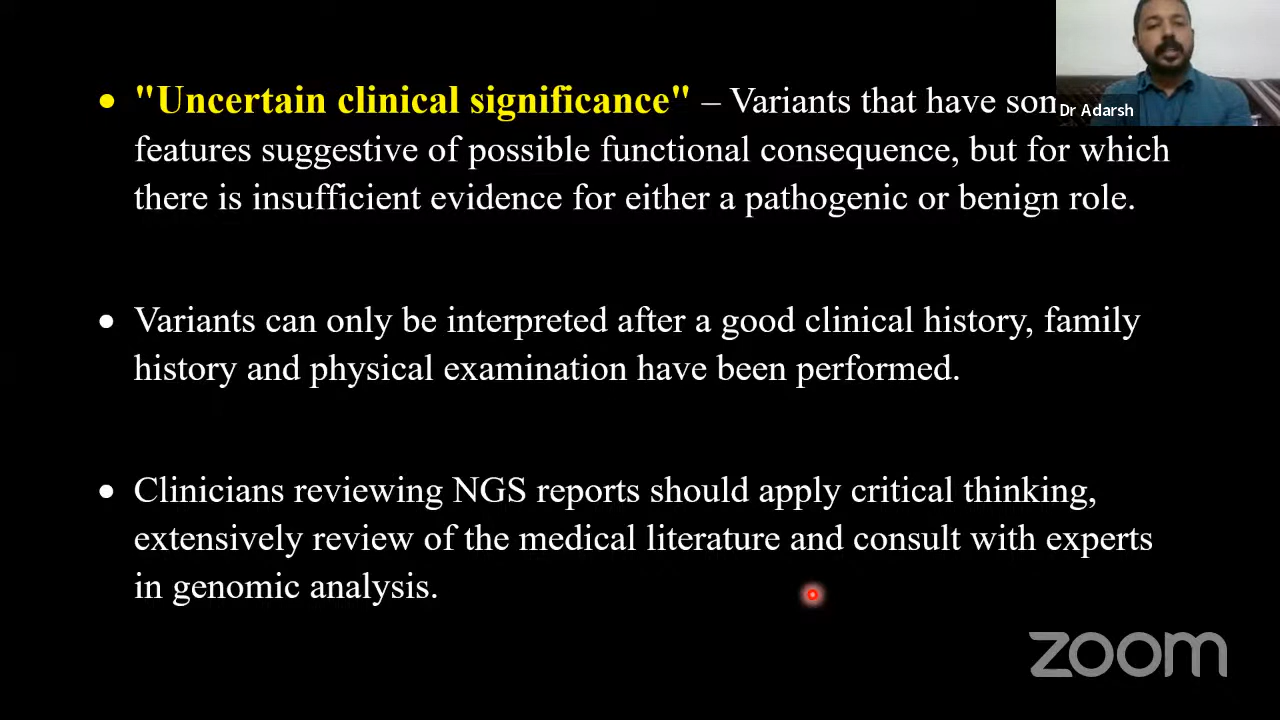 "Uncertain clinical significance" – Variants that have
features suggestive of possible functional consequence, but for which
there is insufficient evidence for either a pathogenic or benign role.
Variants can only be interpreted after a good clinical history, family
history and physical examination have been performed.
Clinicians reviewing NGS reports should apply critical thinking,
extensively review of the medical literature and consult with experts
in genomic analysis.
Dr Adarsh
zoom